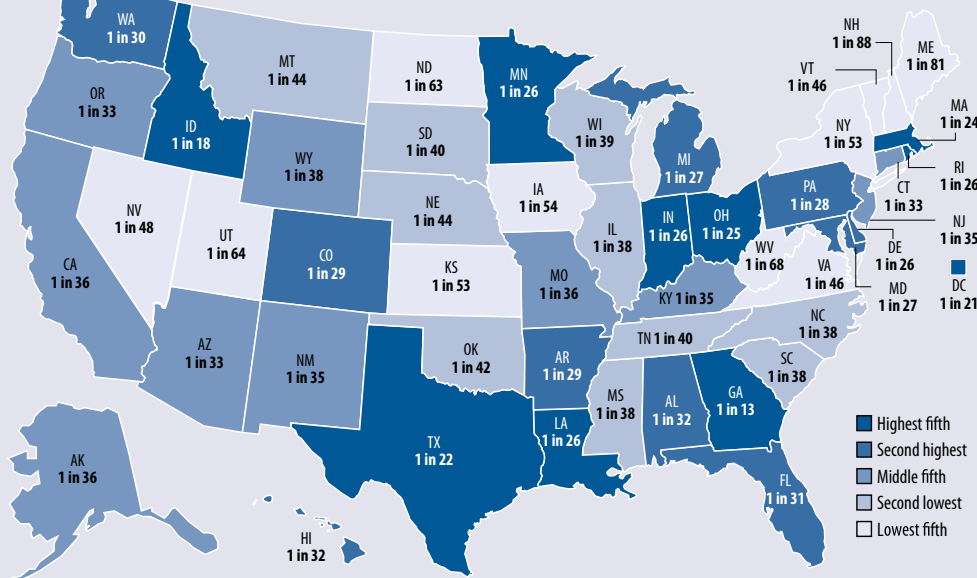 WA
1 in 30
OR
1 in 33
ID
1 in 18
MT
1 in 44
ND
1 in 63
MN
1 in 26
WI
1 in 39
MI
1 in 27
NH
1 in 88
VT
1 in 46
ME
1 in 81
NY
1 in 53
MA
1 in 24
RI
1 in 26
CT
1 in 33
NJ
1 in 35
DE
1 in 26
MD
1 in 27
DC
1 in 21
PA
1 in 28
SD
1 in 40
WY
1 in 38
NE
1 in 44
IA
1 in 54
IL
1 in 38
IN
1 in 26
OH
1 in 25
WV
1 in 68
VA
1 in 46
NV
1 in 48
UT
1 in 64
CO
1 in 29
KS
1 in 53
MO
1 in 36
KY 1 in 35
CA
1 in 36
NC
1 in 38
TN 1 in 40
SC
1 in 38
AZ
1 in 33
NM
1 in 35
OK
1 in 42
AR
1 in 29
MS
1 in 38
AL
1 in 32
GA
1 in 13
LA
1 in 26
TX
1 in 22
FL
1 in 31
AK
1 in 36
HI
1 in 32
Highest fifth
Second highest
Middle fifth
Second lowest
Lowest fifth